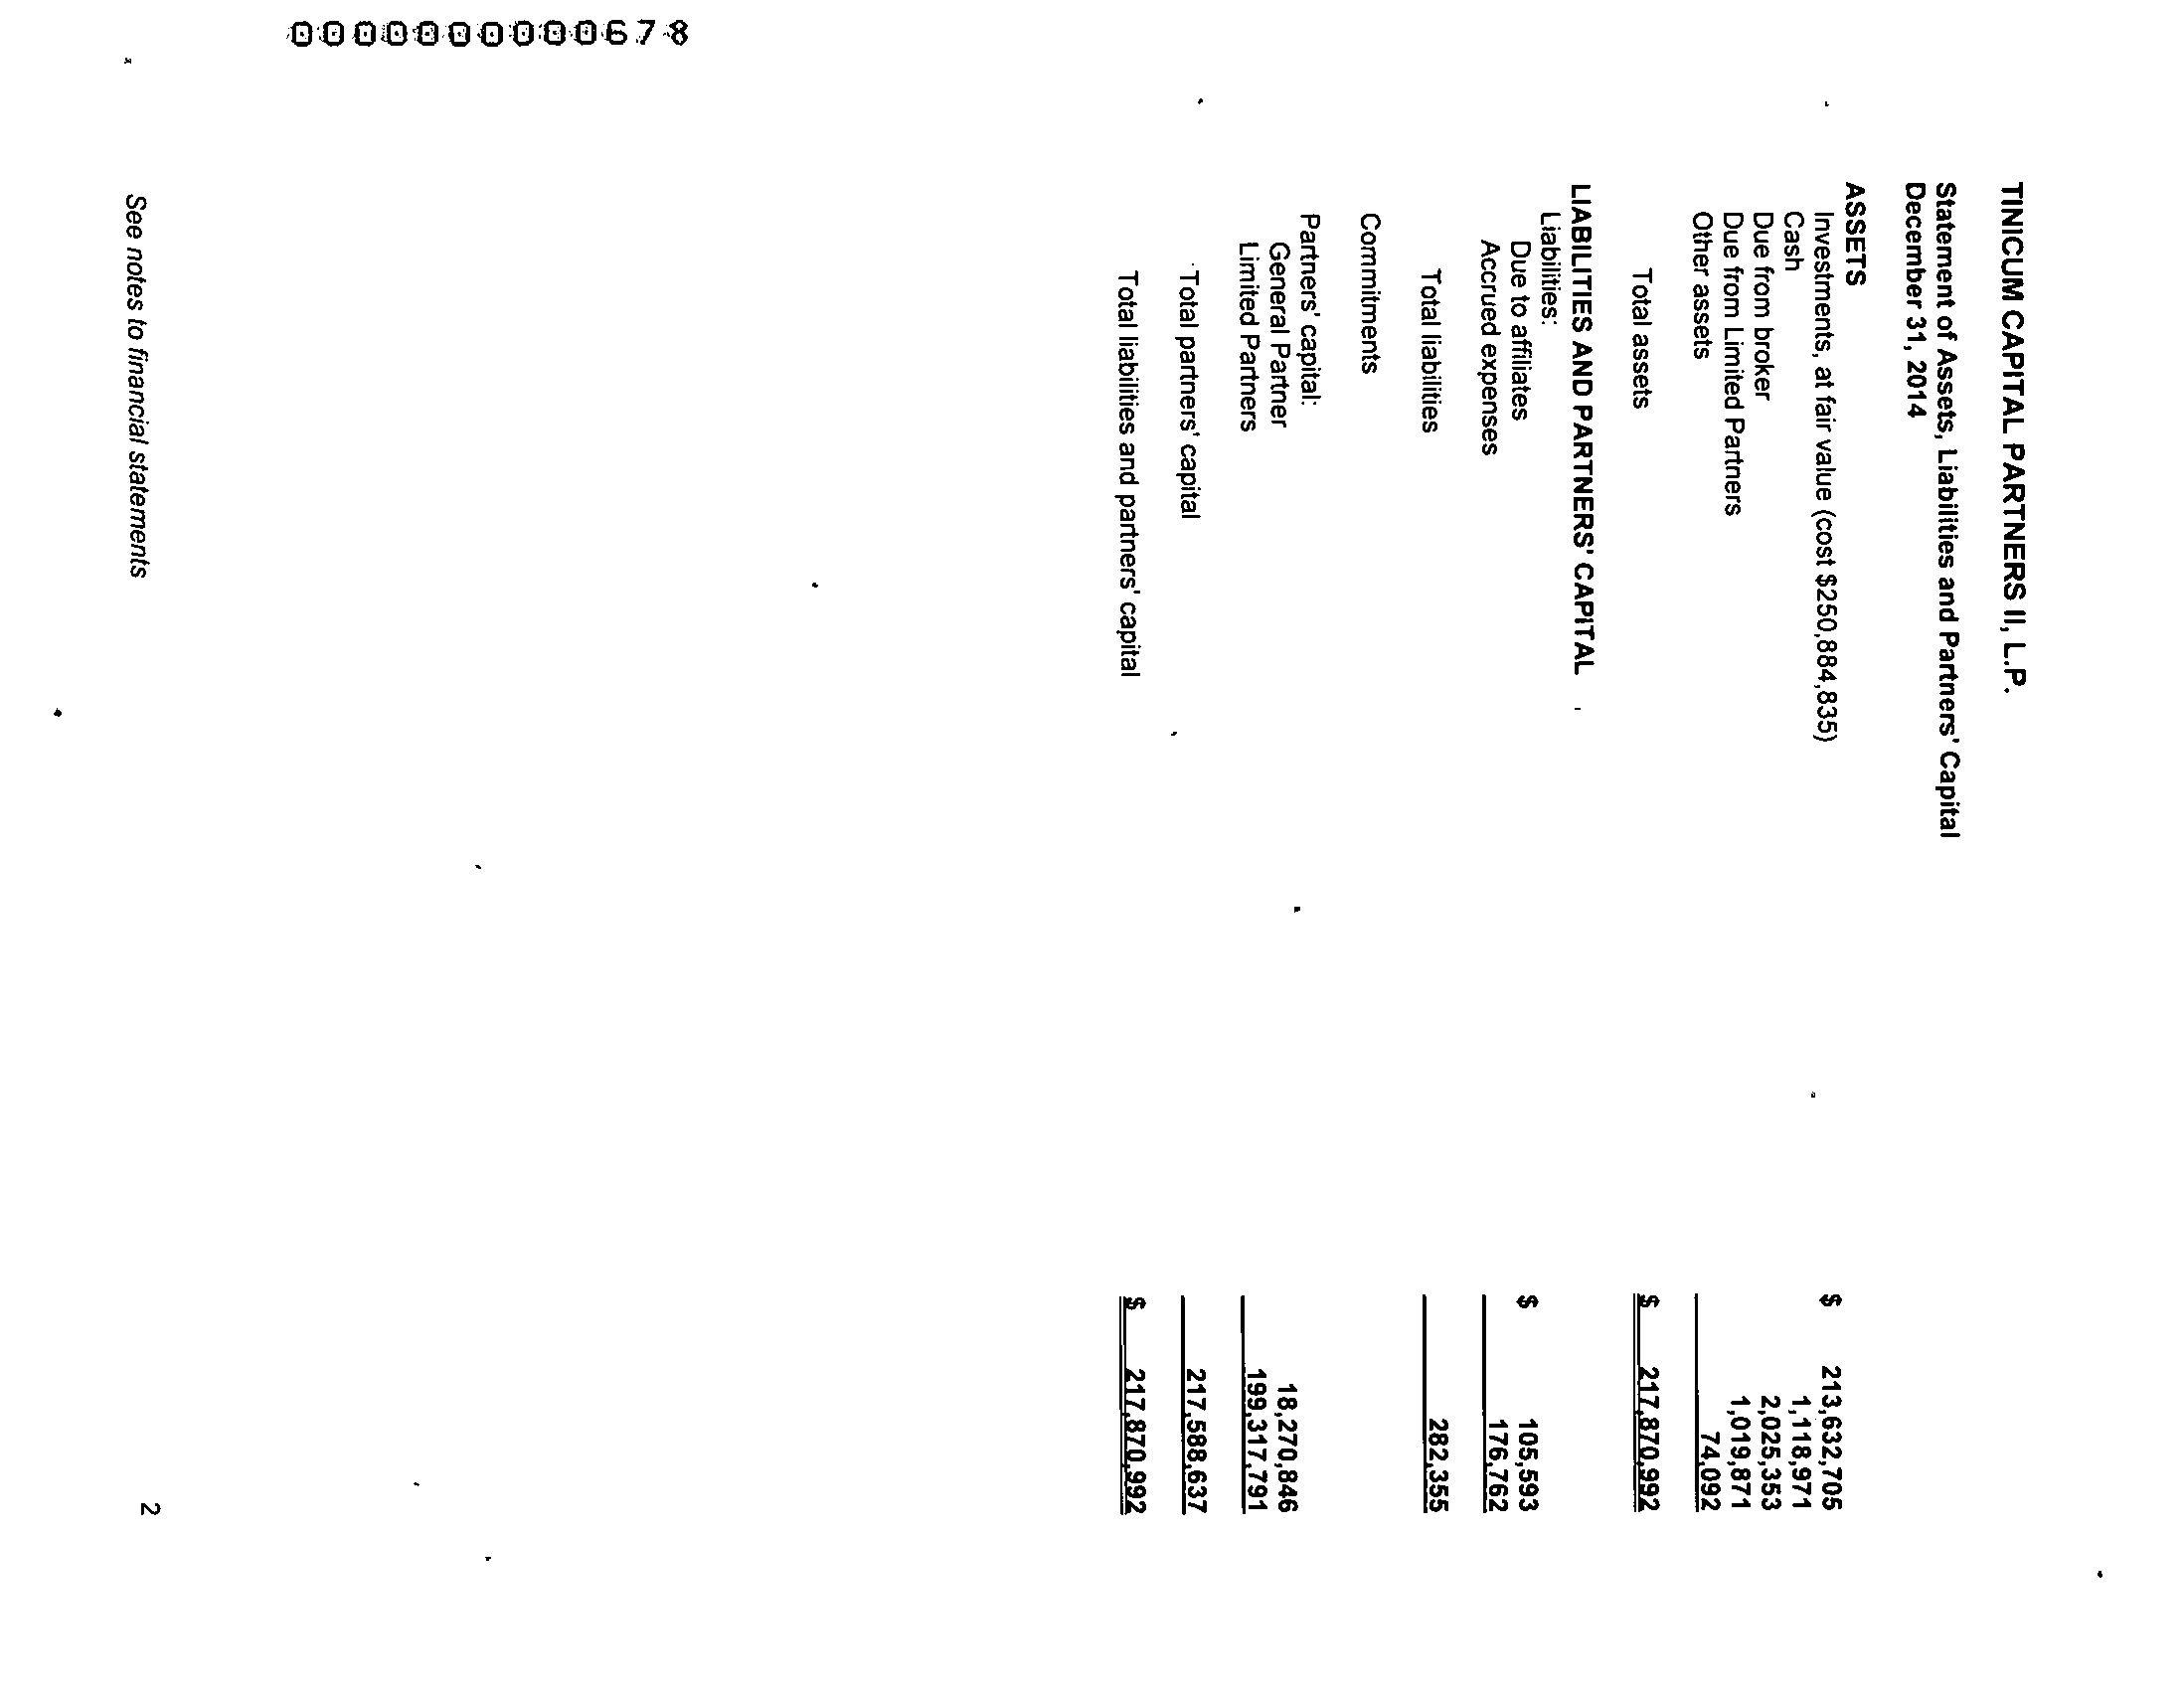 00000000000678
TINICUM CAPITAL PARTNERS II, L.P.
Statement of Assets, Liabilities and Partners' Capital
December 31, 2014
ASSETS
Investments, at fair value (cost $250,884,835) $ 213,632,705
Cash 1,118,971
Due from broker 2,025,353
Due from Limited Partners 1,019,871
Other assets 74,092
Total assets $ 217,870,992
LIABILITIES AND PARTNERS' CAPITAL
Liabilities:
Due to affiliates $ 105,593
Accrued expenses 176,762
Total liabilities 282,355
Commitments
Partners' capital:
General Partner 18,270,846
Limited Partners 199,317,791
Total partners' capital 217,588,637
Total liabilities and partners' capital $ 217,870,992
See notes to financial statements 2